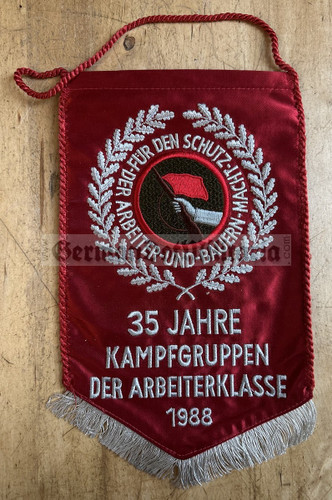 ·FÜR DEN SCHUTZ·DER ARBEITER-UND-BAUERN-MACHT
35 JAHRE
KAMPFGRUPPEN
DER ARBEITERKLASSE
1988